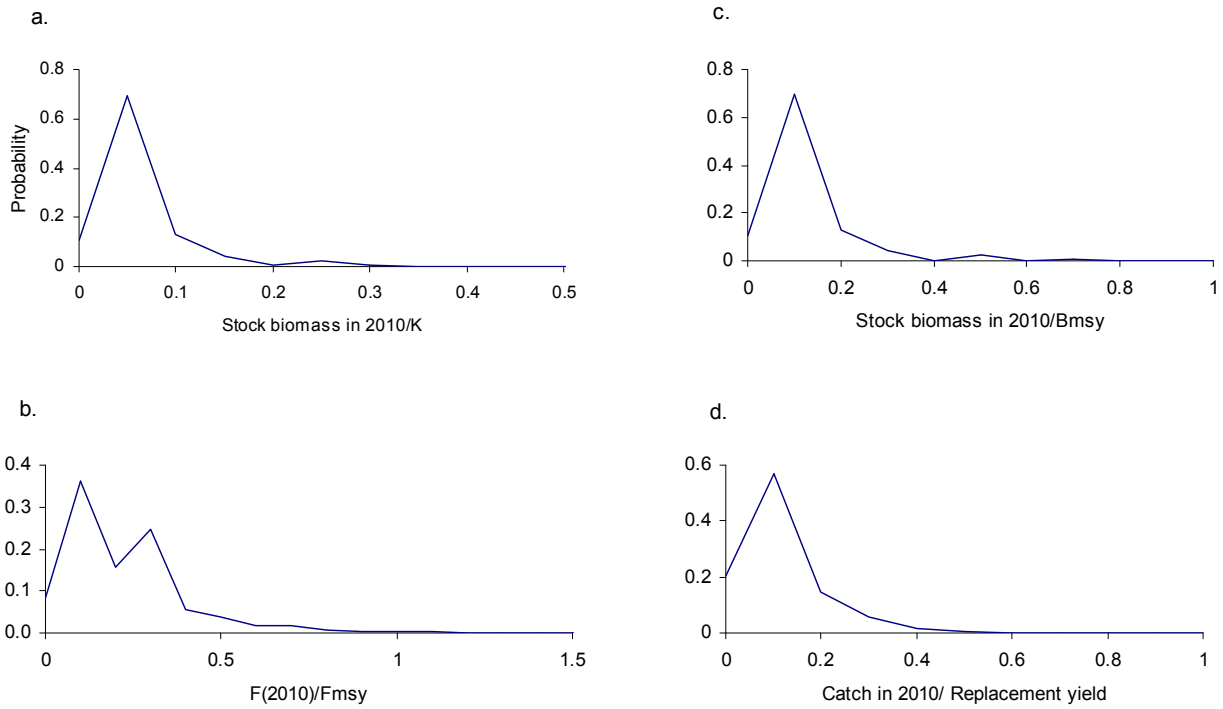 a.
0.8
0.6
0.4
0.2
0
Probability
0 0.1 0.2 0.3 0.4 0.5
Stock biomass in 2010/K
c.
0.8
0.6
0.4
0.2
0
0 0.2 0.4 0.6 0.8 1
Stock biomass in 2010/Bmsy
b.
0.4
0.3
0.2
0.1
0.0
0 0.5 1 1.5
F(2010)/Fmsy
d.
0.6
0.4
0.2
0
0 0.2 0.4 0.6 0.8 1
Catch in 2010/ Replacement yield